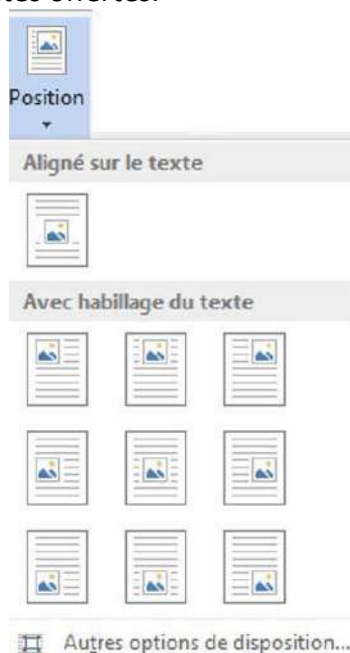 Position
Aligné sur le texte
Avec habillage du texte
Autres options de disposition...